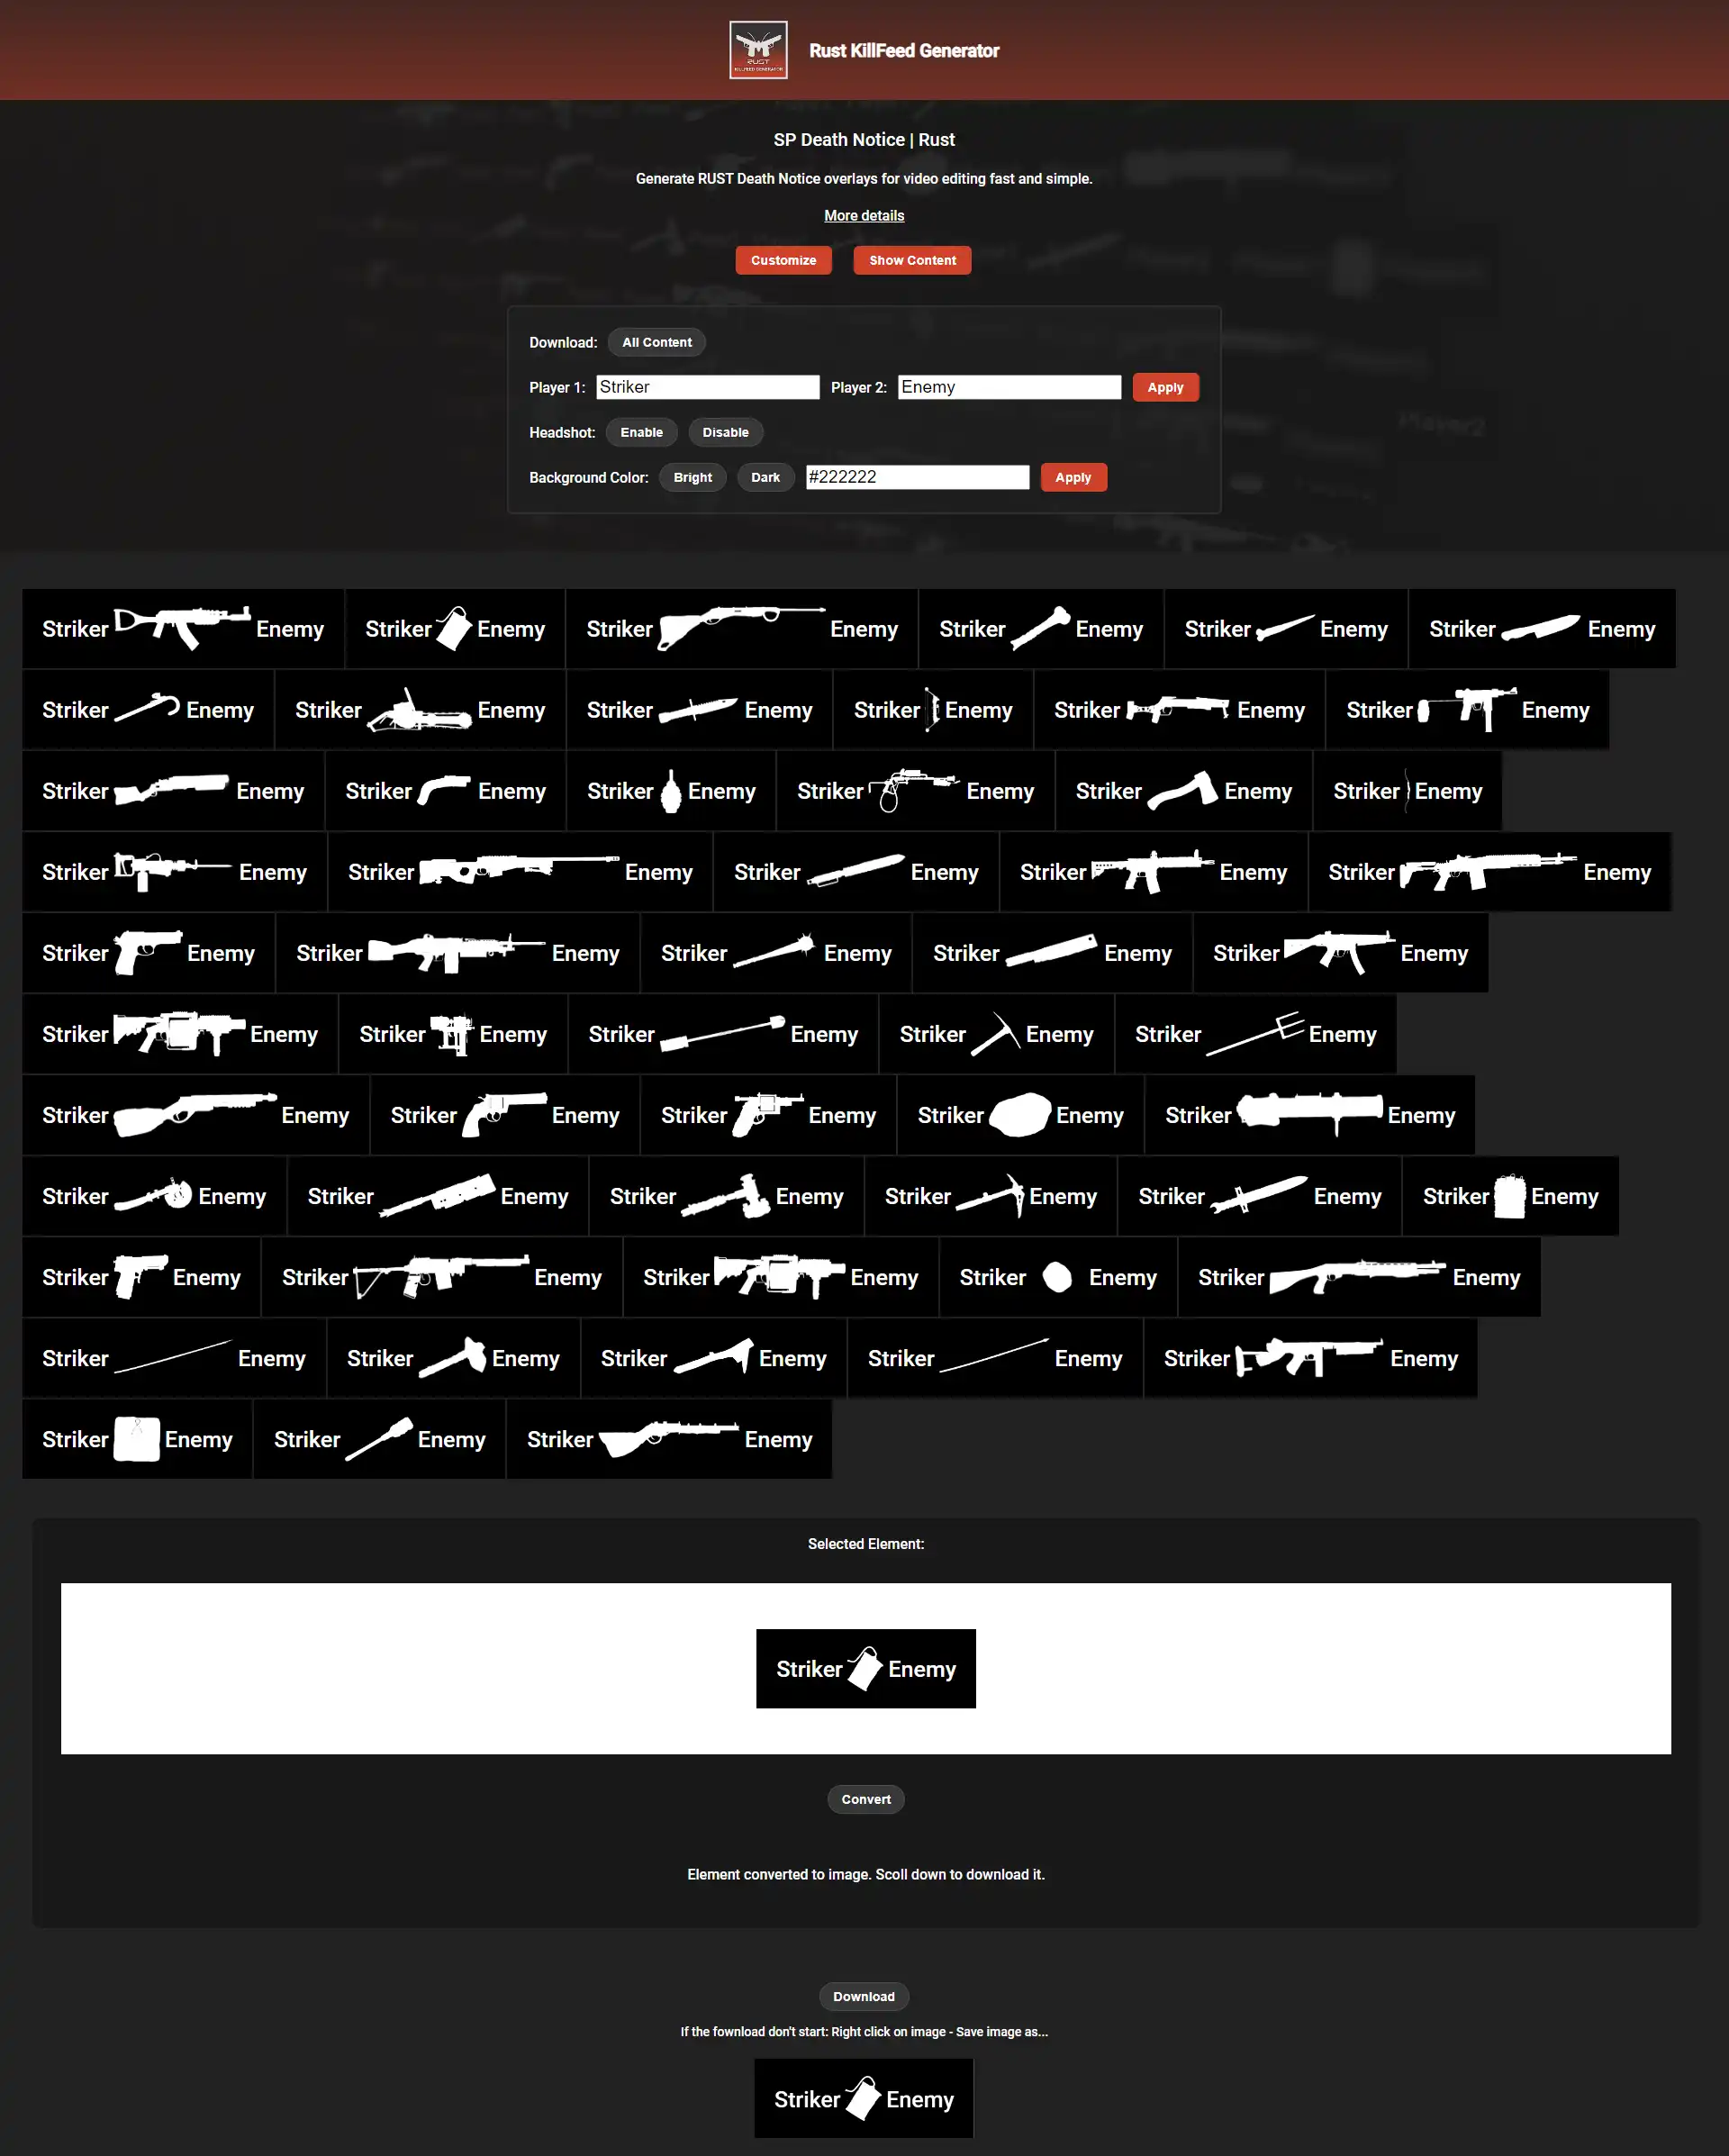 RUST
KILLFEED GENERATOR
Rust KillFeed Generator
SP Death Notice | Rust
Generate RUST Death Notice overlays for video editing fast and simple.
More details
Customize Show Content
Download: All Content
Player 1: Striker Player 2: Enemy Apply
Headshot: Enable Disable
Player2
Background Color: Bright Dark #222222 Apply
Striker Enemy Striker Enemy Striker Enemy Striker Enemy Striker Enemy Striker Enemy
Striker Enemy Striker Enemy Striker Enemy Striker Enemy Striker Enemy Striker Enemy
Striker Enemy Striker Enemy Striker Enemy Striker Enemy Striker Enemy Striker Enemy
Striker Enemy Striker Enemy Striker Enemy Striker Enemy Striker Enemy
Striker Enemy Striker Enemy Striker Enemy Striker Enemy Striker Enemy
Striker Enemy Striker Enemy Striker Enemy Striker Enemy Striker Enemy
Striker Enemy Striker Enemy Striker Enemy Striker Enemy Striker Enemy
Striker Enemy Striker Enemy Striker Enemy Striker Enemy Striker Enemy Striker Enemy
Striker Enemy Striker Enemy Striker Enemy Striker Enemy Striker Enemy
Striker Enemy Striker Enemy Striker Enemy Striker Enemy Striker Enemy
Striker Enemy Striker Enemy Striker Enemy
Selected Element:
Striker Enemy
Convert
Element converted to image. Scoll down to download it.
Download
If the fownload don't start: Right click on image - Save image as...
Striker Enemy